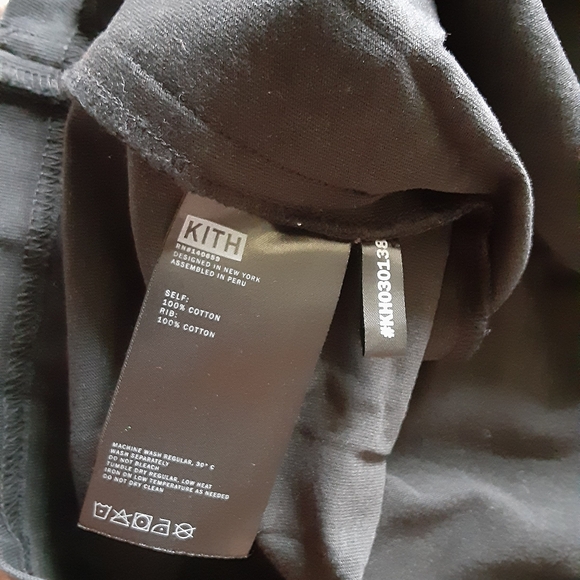 KITH
RN#140659
DESIGNED IN NEW YORK
ASSEMBLED IN PERU
SELF:
100% COTTON
RIB:
100% COTTON
MACHINE WASH REGULAR, 30° C
WASH SEPARATELY
DO NOT BLEACH
TUMBLE DRY REGULAR, LOW HEAT
IRON ON LOW TEMPERATURE AS NEEDED
DO NOT DRY CLEAN
#KH030138